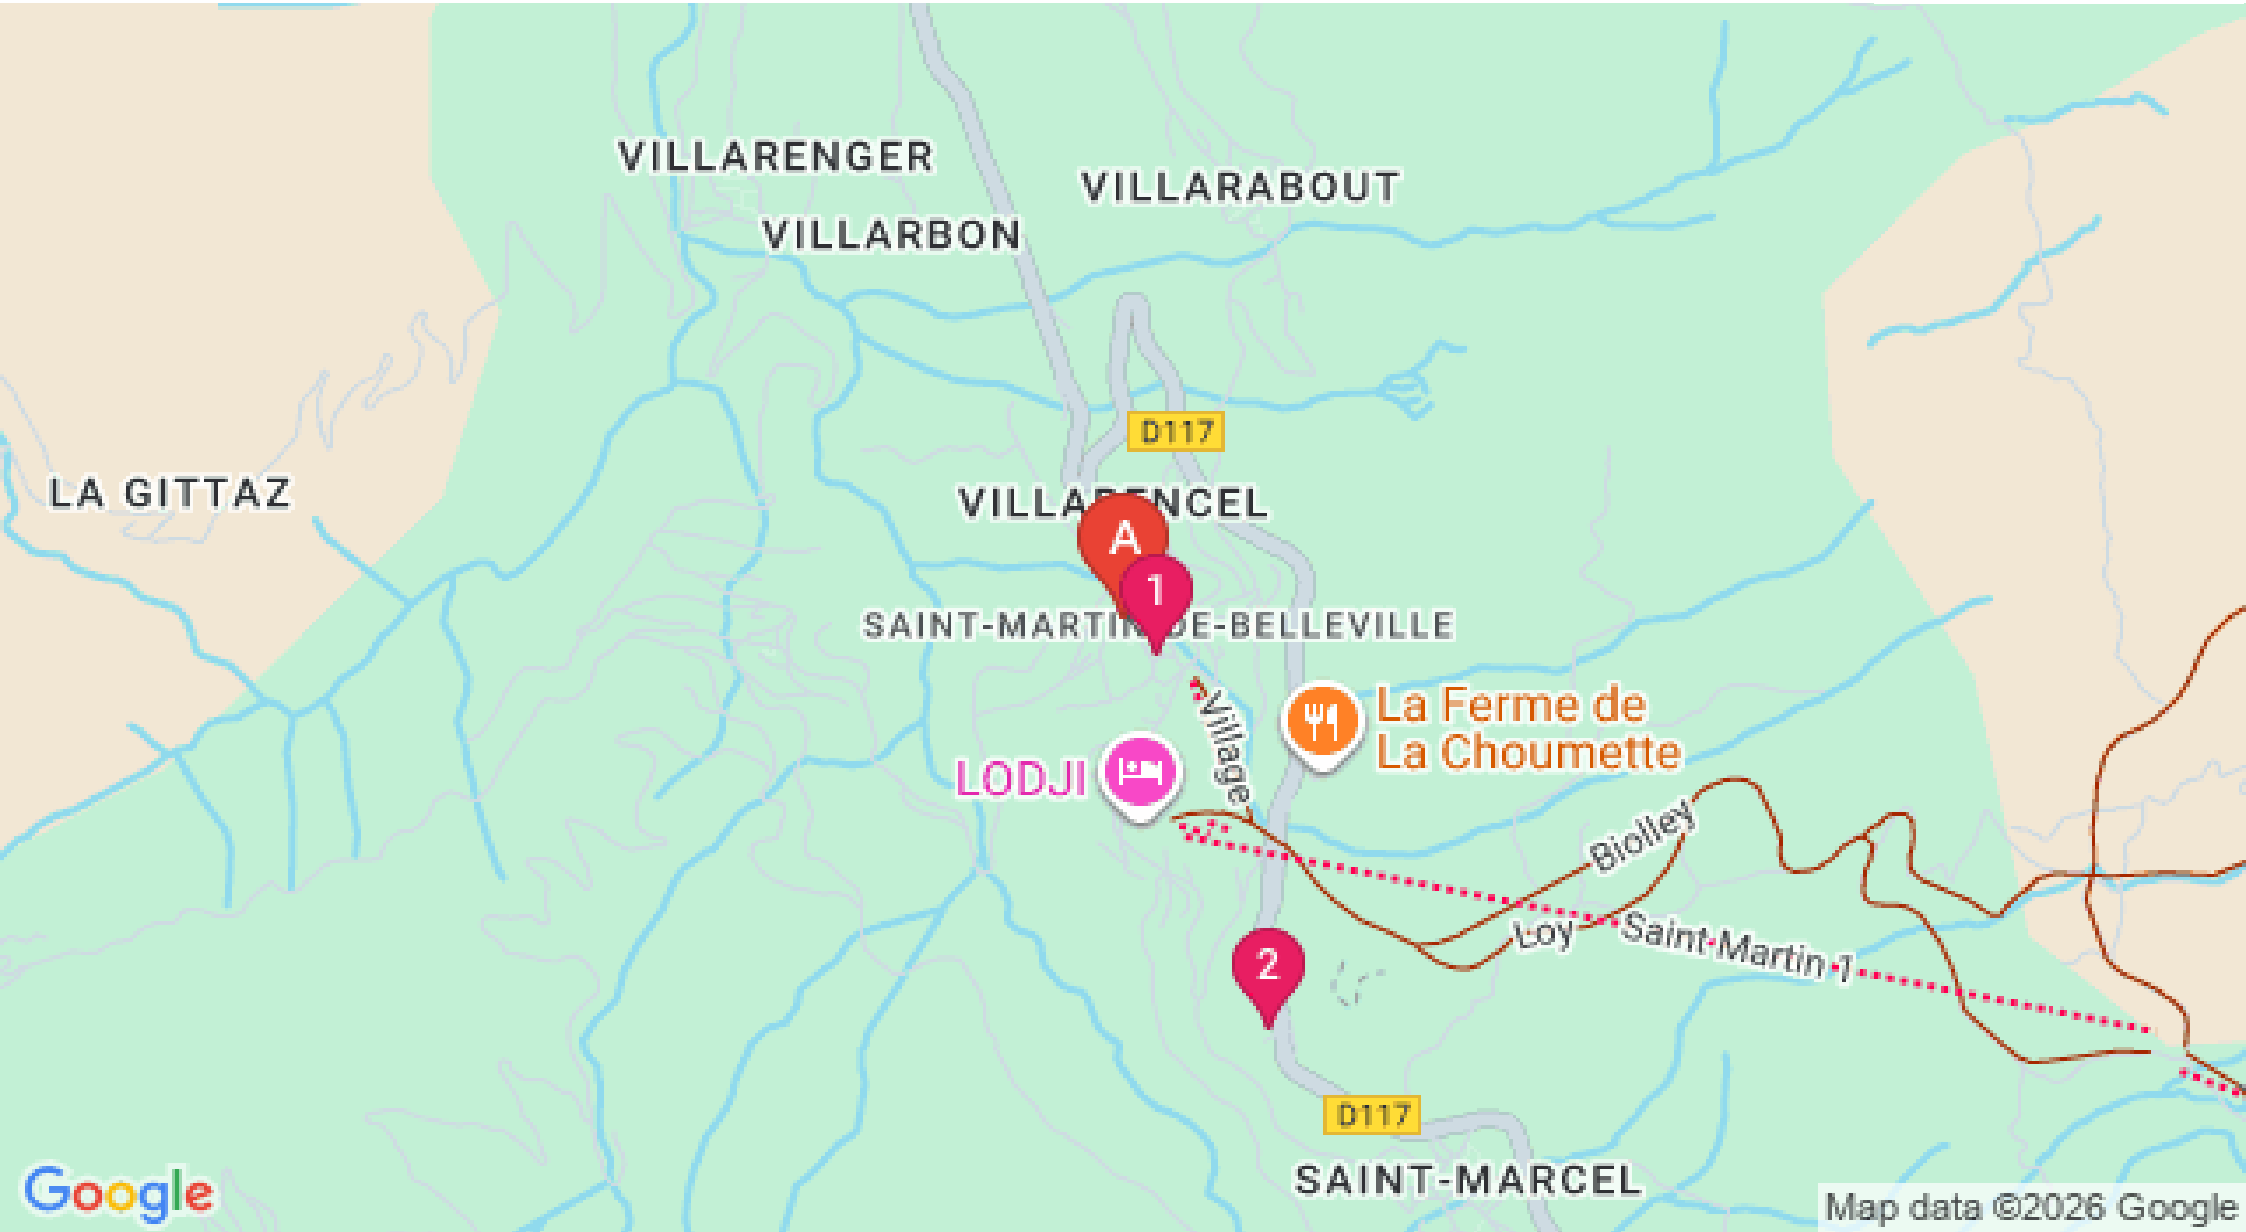 VILLARENGER
VILLARABOUT
VILLARBON
D117
LA GITTAZ
A
1
SAINT-MARTIN-DE-BELLEVILLE
Village
La Ferme de
La Choumette
LODJI
Biolley
Loy
Saint-Martin 1
2
D117
SAINT-MARCEL
Google
Map data ©2026 Google